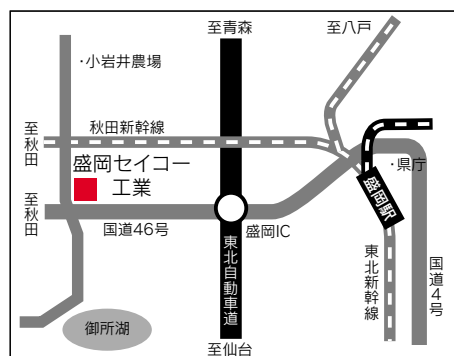 至青森
至八戸
･小岩井農場
秋田新幹線
至秋田
盛岡セイコー
工業
･県庁
盛岡駅
至秋田
国道46号
盛岡IC
東北自動車道
東北新幹線
国道4号
御所湖
至仙台